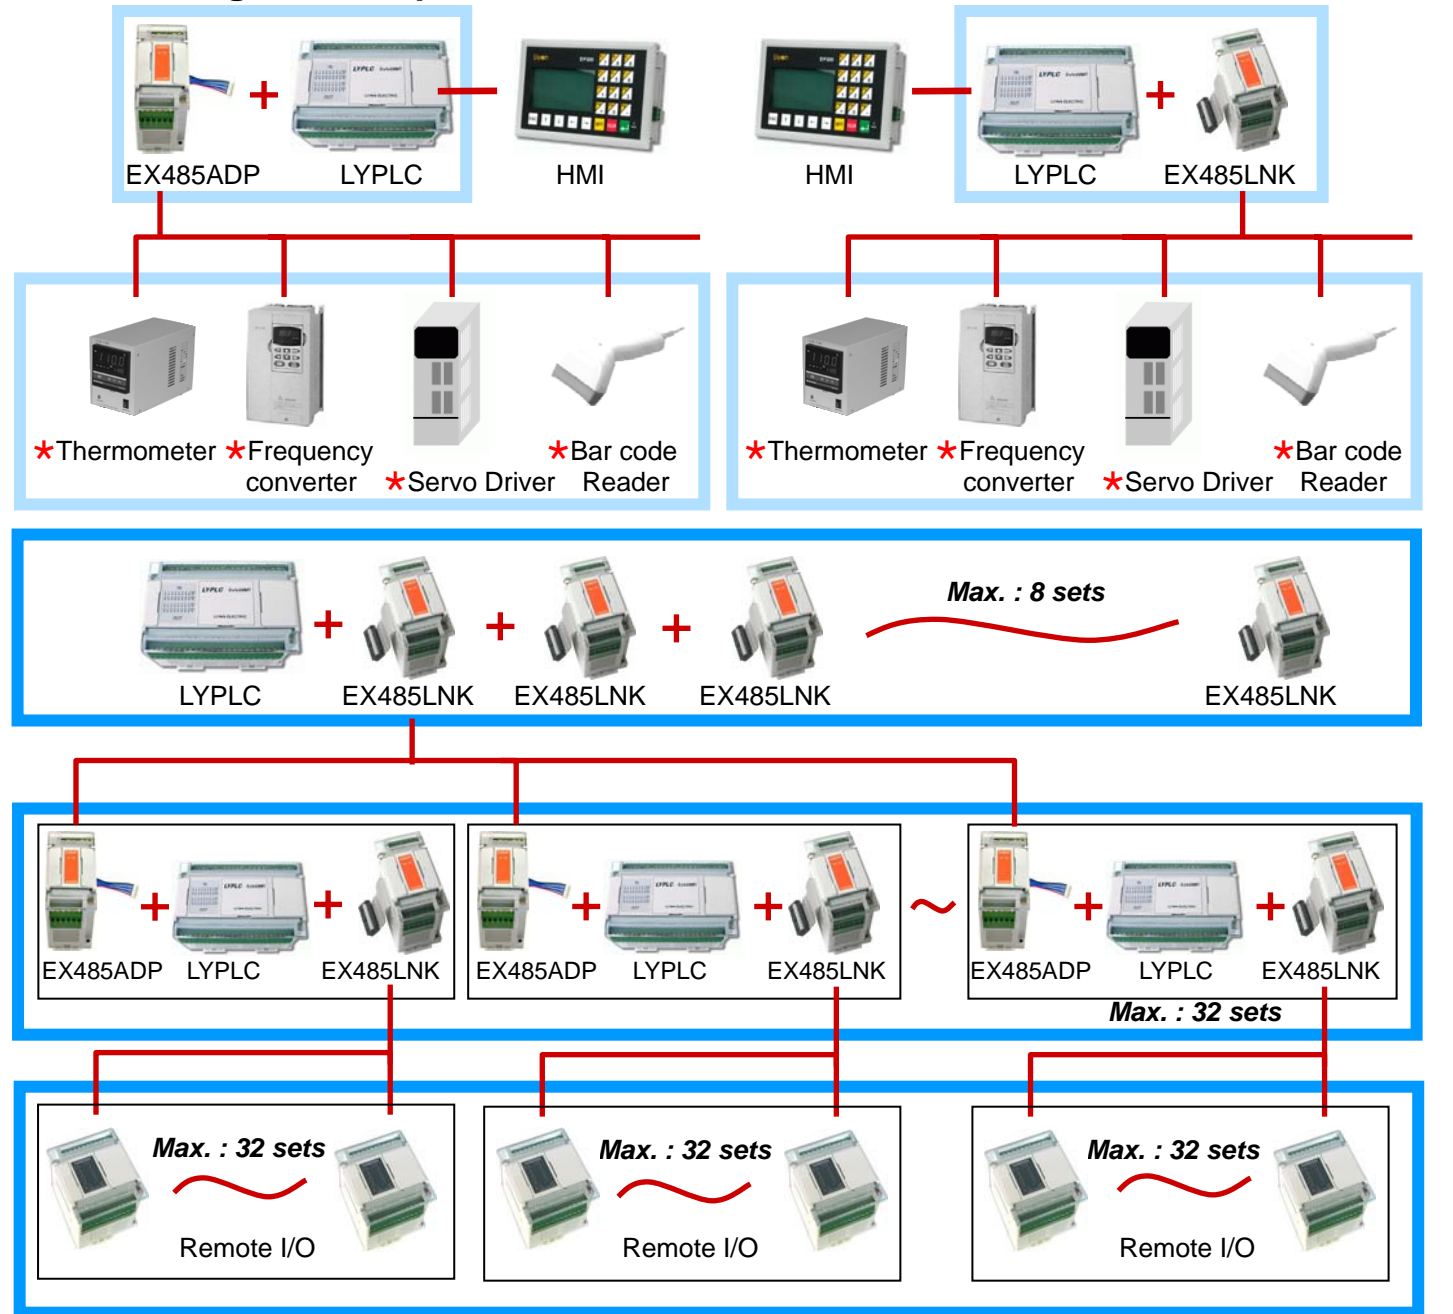 EX485ADP
LYPLC
HMI
HMI
LYPLC
EX485LNK
*Thermometer
*Frequency
converter
*Servo Driver
*Bar code
Reader
*Thermometer
*Frequency
converter
*Servo Driver
*Bar code
Reader
Max. : 8 sets
LYPLC
EX485LNK
EX485LNK
EX485LNK
EX485LNK
EX485ADP
LYPLC
EX485LNK
EX485ADP
LYPLC
EX485LNK
EX485ADP
LYPLC
EX485LNK
Max. : 32 sets
Max. : 32 sets
Remote I/O
Max. : 32 sets
Remote I/O
Max. : 32 sets
Remote I/O